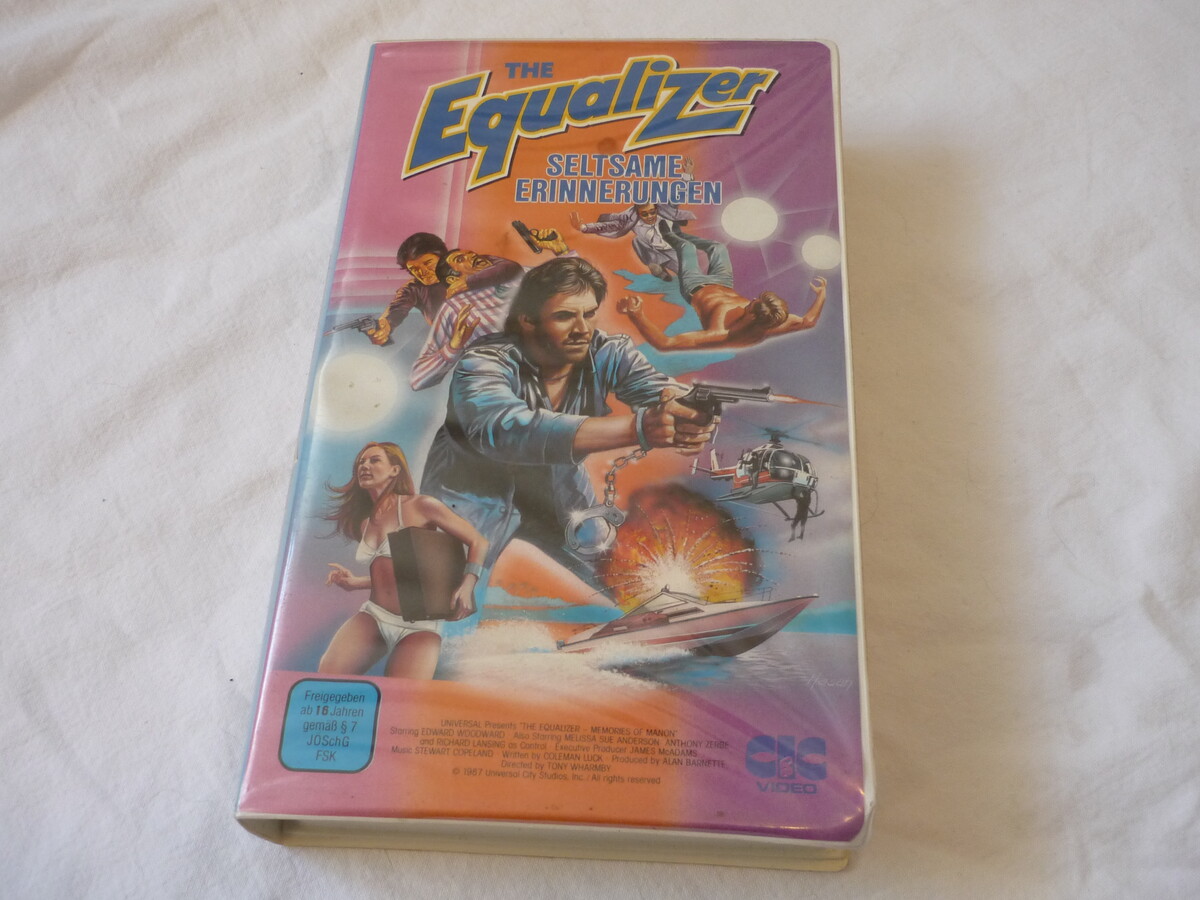 THE
Equalizer
SELTSAME
ERINNERUNGEN
Freigegeben
ab 16 Jahren
gemäß § 7
JÖSchG
FSK
UNIVERSAL Presents "THE EQUALIZER – MEMORIES OF MANON"
Starring EDWARD WOODWARD Also Starring MELISSA SUE ANDERSON, ANTHONY ZERBE
and RICHARD LANSING as Control. Executive Producer JAMES McADAMS
Music STEWART COPELAND Written by COLEMAN LUCK Produced by ALAN BARNETTE
Directed by TONY WHARMBY
© 1987 Universal City Studios, Inc. / All rights reserved
CIC
VIDEO